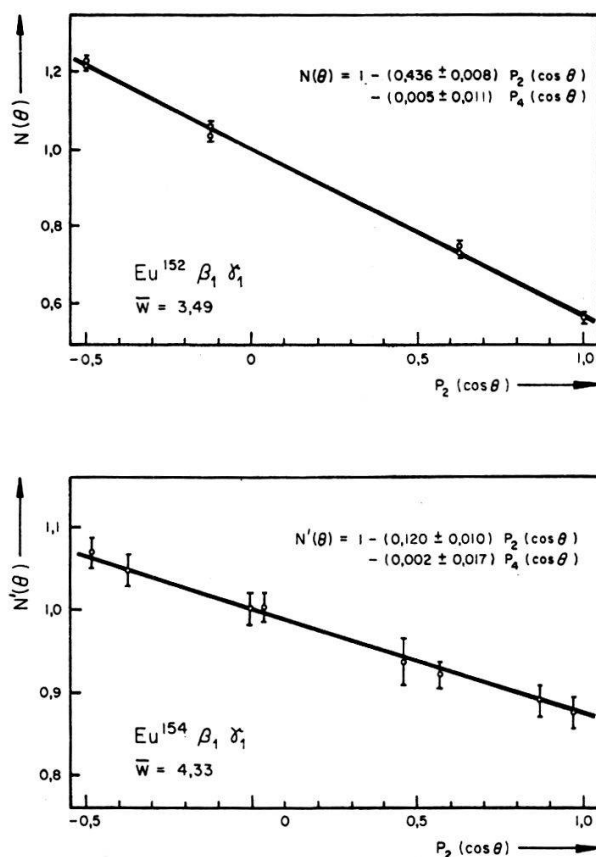 N(θ)
1,2
1,0
0,8
0,6
N(θ) = 1 − (0,436 ± 0,008) P₂ (cos θ)
− (0,005 ± 0,011) P₄ (cos θ)
Eu¹⁵² β₁ γ₁
W̅ = 3,49
−0,5 0 0,5 1,0
P₂ (cos θ)
N'(θ)
1,1
1,0
0,9
0,8
N'(θ) = 1 − (0,120 ± 0,010) P₂ (cos θ)
− (0,002 ± 0,017) P₄ (cos θ)
Eu¹⁵⁴ β₁ γ₁
W̅ = 4,33
−0,5 0 0,5 1,0
P₂ (cos θ)